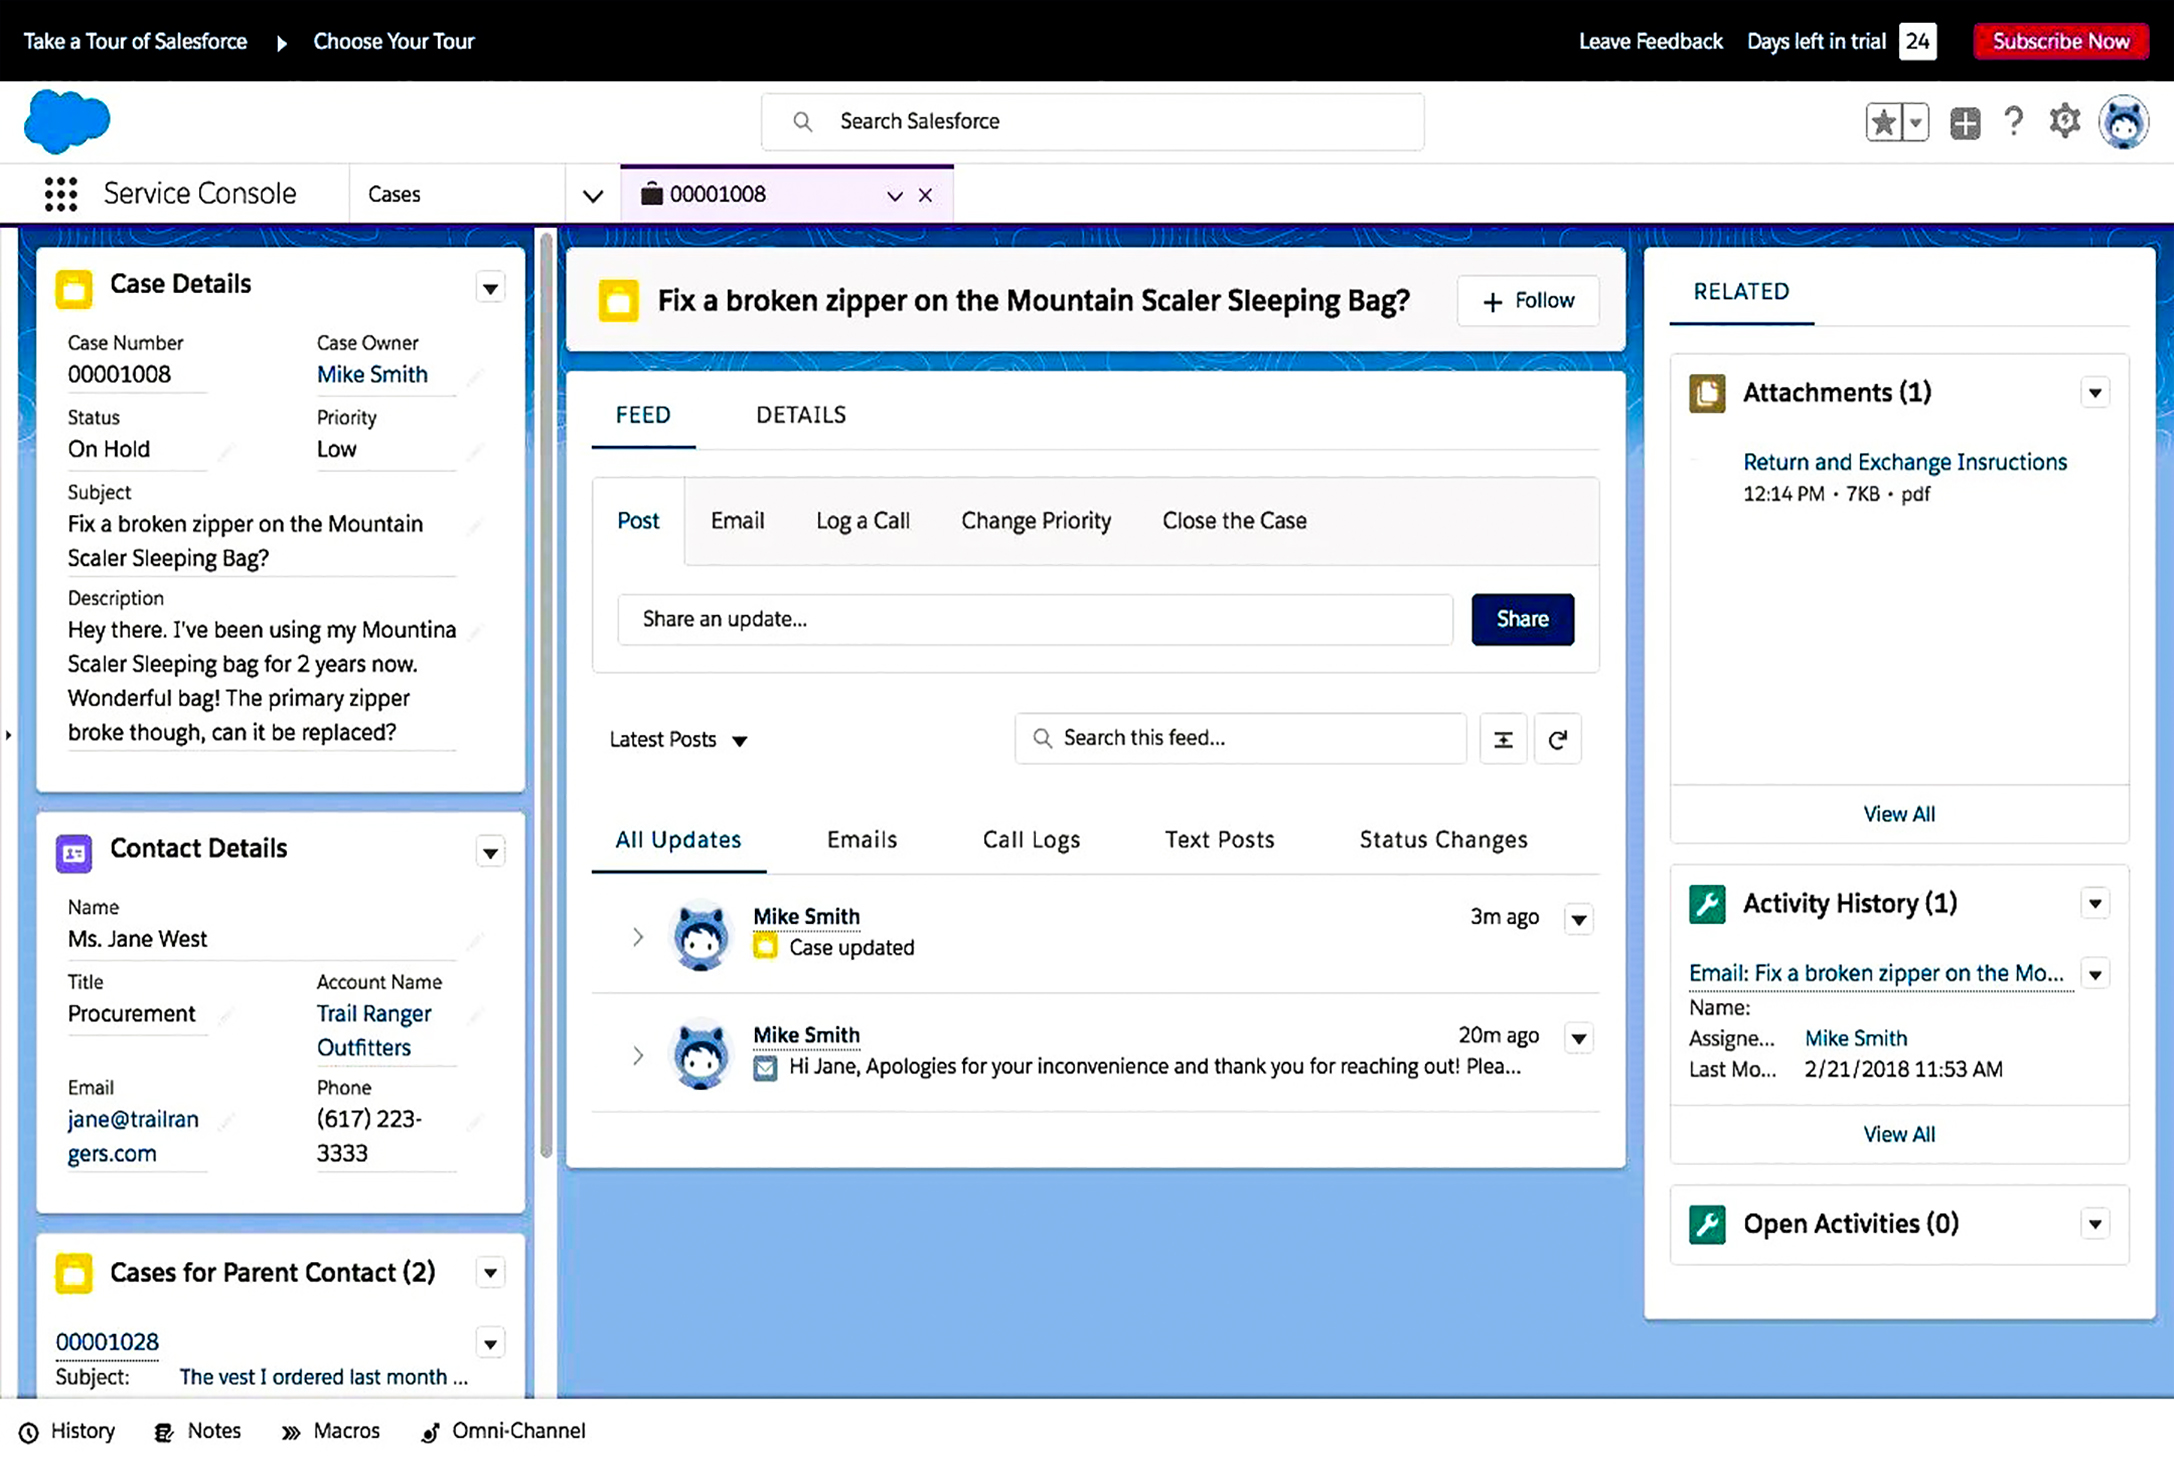 Take a Tour of Salesforce Choose Your Tour Leave Feedback Days left in trial 24 Subscribe Now
Search Salesforce
Service Console Cases 00001008
Case Details
Case Number Case Owner
00001008 Mike Smith
Status Priority
On Hold Low
Subject
Fix a broken zipper on the Mountain
Scaler Sleeping Bag?
Description
Hey there. I've been using my Mountina
Scaler Sleeping bag for 2 years now.
Wonderful bag! The primary zipper
broke though, can it be replaced?
Contact Details
Name
Ms. Jane West
Title Account Name
Procurement Trail Ranger
Outfitters
Email Phone
jane@trailran (617) 223-
gers.com 3333
Cases for Parent Contact (2)
00001028
Subject: The vest I ordered last month ...
Fix a broken zipper on the Mountain Scaler Sleeping Bag? + Follow
FEED DETAILS
Post Email Log a Call Change Priority Close the Case
Share an update... Share
Latest Posts Search this feed...
All Updates Emails Call Logs Text Posts Status Changes
Mike Smith 3m ago
Case updated
Mike Smith 20m ago
Hi Jane, Apologies for your inconvenience and thank you for reaching out! Plea...
RELATED
Attachments (1)
Return and Exchange Insructions
12:14 PM • 7KB • pdf
View All
Activity History (1)
Email: Fix a broken zipper on the Mo...
Name:
Assigne... Mike Smith
Last Mo... 2/21/2018 11:53 AM
View All
Open Activities (0)
History Notes Macros Omni-Channel